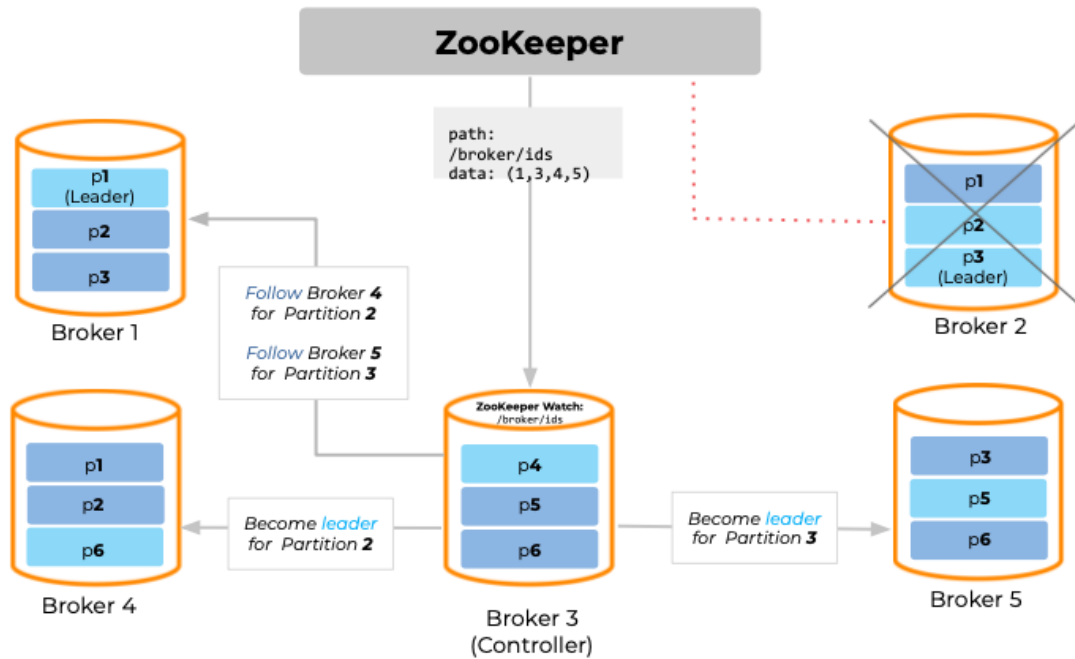 ZooKeeper
path:
/broker/ids
data: (1,3,4,5)
p1
(Leader)
p2
p3
Broker 1
p1
p2
p3
(Leader)
Broker 2
Follow Broker 4
for Partition 2
Follow Broker 5
for Partition 3
ZooKeeper Watch:
/broker/ids
p4
p5
p6
Broker 3
(Controller)
p1
p2
p6
Broker 4
Become leader
for Partition 2
Become leader
for Partition 3
p3
p5
p6
Broker 5